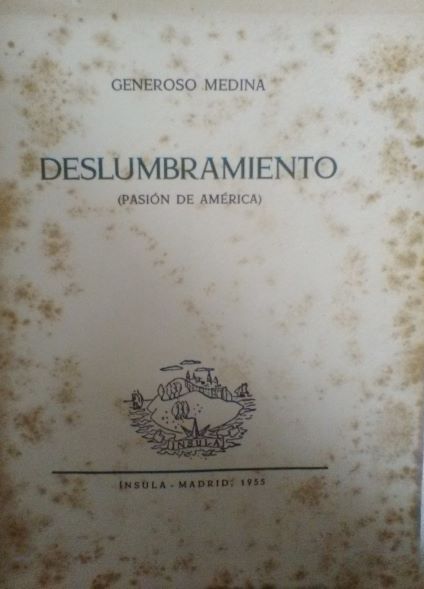 GENEROSO MEDINA
DESLUMBRAMIENTO
(PASIÓN DE AMÉRICA)
INSULA
ÍNSULA - MADRID, 1955